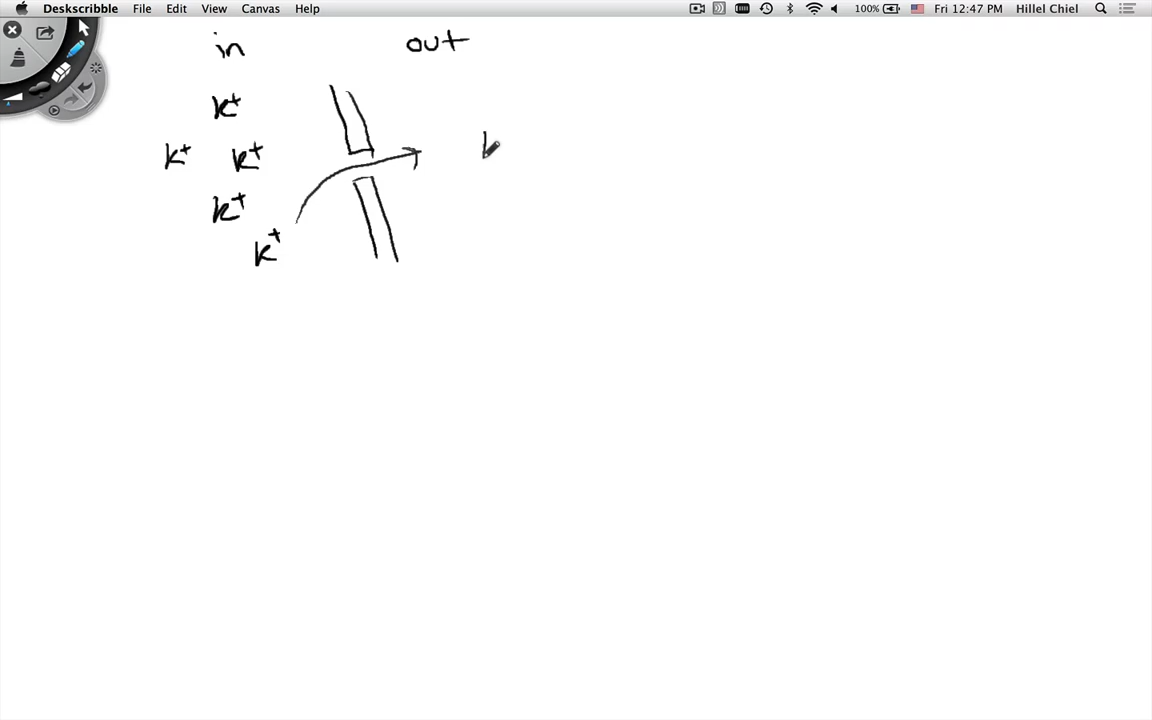 Deskscribble File Edit View Canvas Help 100% Fri 12:47 PM Hillel Chiel
in out
K+
K+ K+
K+
K+